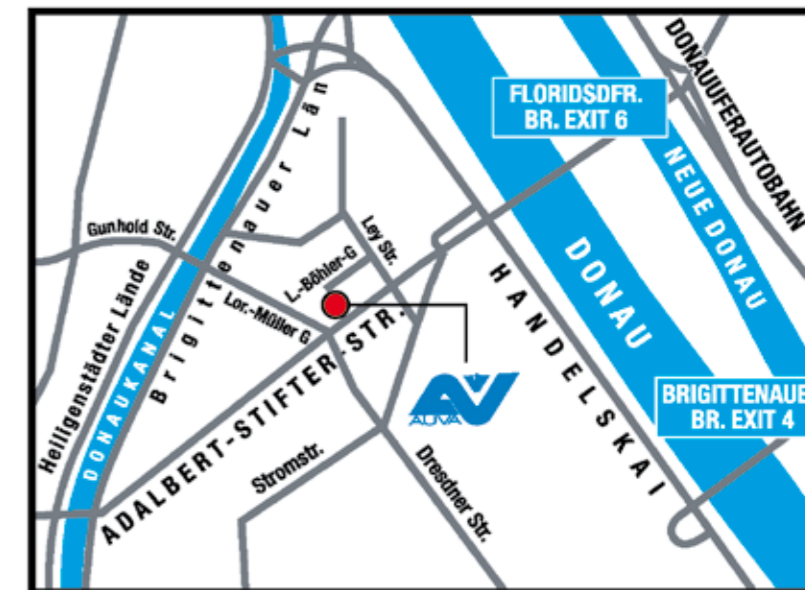 DONAUUFERAUTOBAHN
FLORIDSDFR.
BR. EXIT 6
NEUE DONAU
Brigittenauer Län
Gunhold Str.
Ley Str.
L.-Böhler-G
DONAU
HANDELSKAI
Heiligenstädter Lände
DONAUKANAL
Lor.-Müller G
ADALBERT-STIFTER-STR.
AUVA
BRIGITTENAUE
BR. EXIT 4
Stromstr.
Dresdner Str.